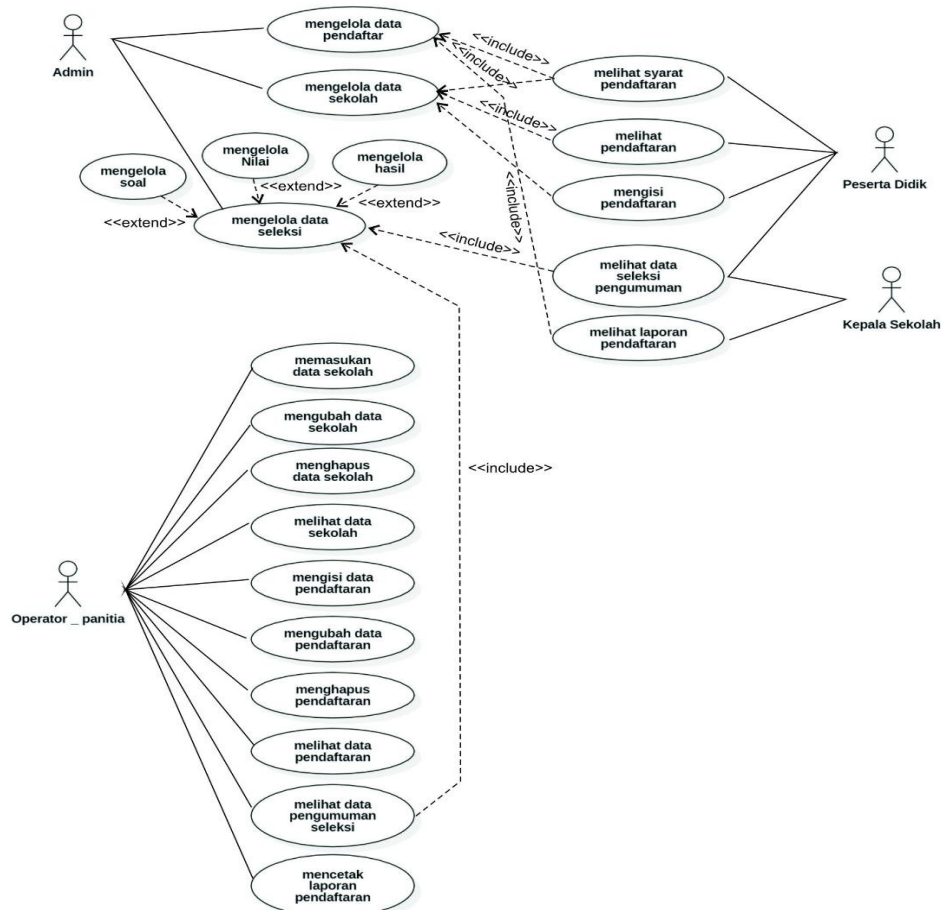 Admin
mengelola data
pendaftar
mengelola data
sekolah
<<include>>
<<include>>
<<include>>
<<include>>
<<include>>
melihat syarat
pendaftaran
melihat
pendaftaran
mengisi
pendaftaran
Peserta Didik
mengelola
soal
mengelola
Nilai
mengelola
hasil
<<extend>>
<<extend>>
<<extend>>
mengelola data
seleksi
melihat data
seleksi
pengumuman
melihat laporan
pendaftaran
Kepala Sekolah
memasukan
data sekolah
mengubah data
sekolah
menghapus
data sekolah
<<include>>
melihat data
sekolah
mengisi data
pendaftaran
Operator _ panitia
mengubah data
pendaftaran
menghapus
pendaftaran
melihat data
pendaftaran
melihat data
pengumuman
seleksi
mencetak
laporan
pendaftaran